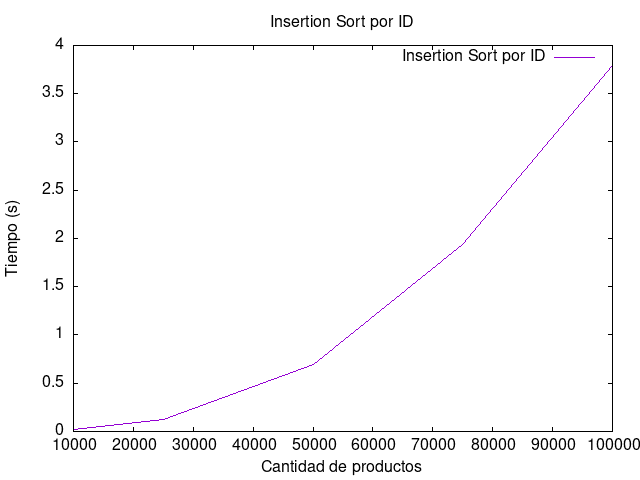 Insertion Sort por ID
Insertion Sort por ID
4
3.5
3
2.5
2
1.5
1
0.5
0
Tiempo (s)
10000 20000 30000 40000 50000 60000 70000 80000 90000 100000
Cantidad de productos